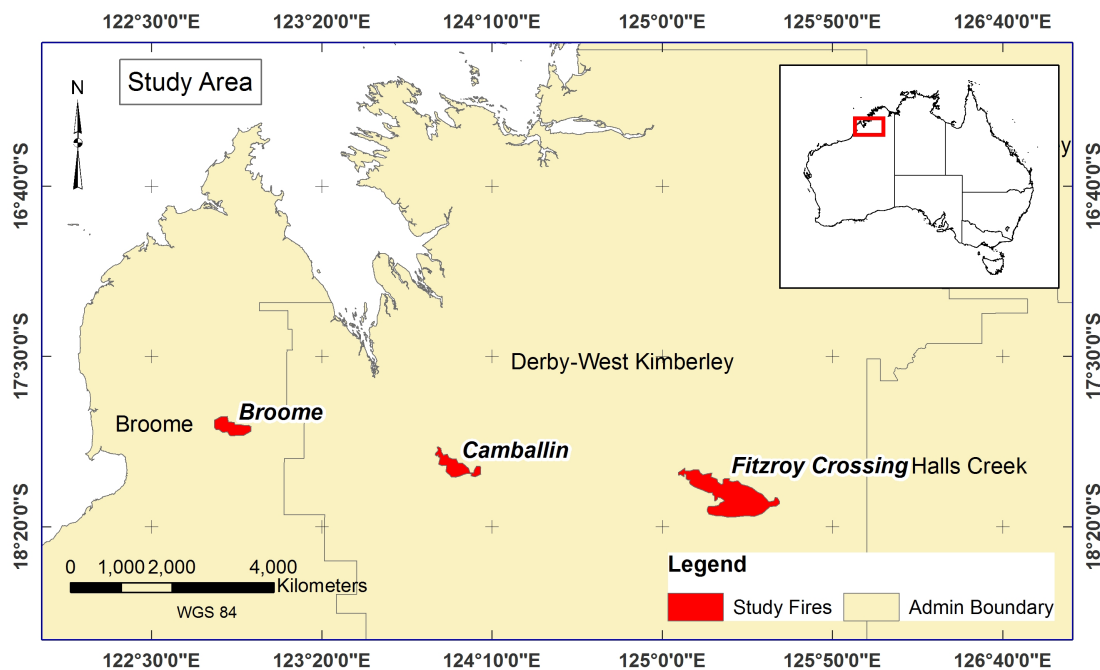 122°30'0"E 123°20'0"E 124°10'0"E 125°0'0"E 125°50'0"E 126°40'0"E
Study Area
N
y
16°40'0"S 16°40'0"S
17°30'0"S 17°30'0"S
Derby-West Kimberley
Broome
Broome
Camballin
Fitzroy Crossing
Halls Creek
18°20'0"S 18°20'0"S
0 1,000 2,000 4,000
Kilometers
WGS 84
Legend
Study Fires Admin Boundary
122°30'0"E 123°20'0"E 124°10'0"E 125°0'0"E 125°50'0"E 126°40'0"E